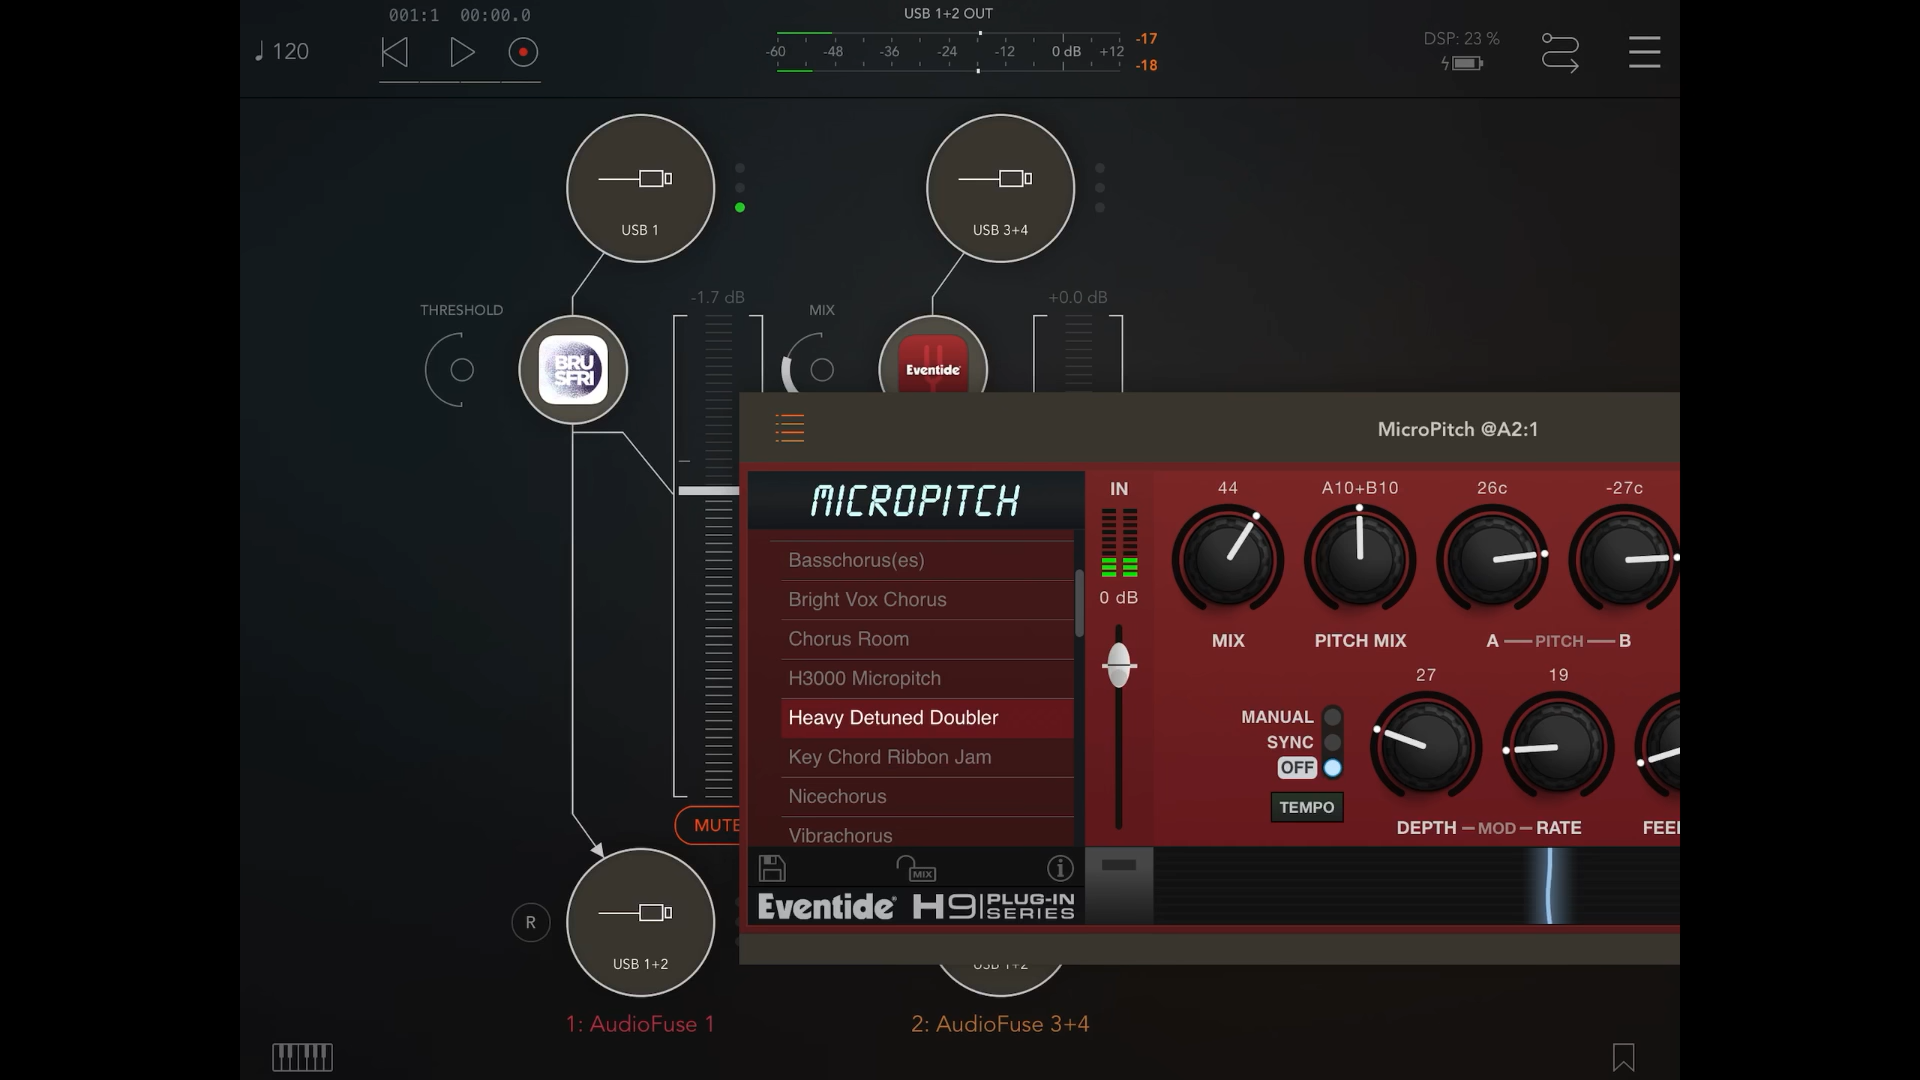 001:1 00:00.0
USB 1+2 OUT
120
-60 -48 -36 -24 -12 0 dB +12
-17
-18
DSP: 23 %
USB 1
USB 3+4
-1.7 dB
+0.0 dB
THRESHOLD
MIX
BRU
SFRI
Eventide
MicroPitch @A2:1
MICROPITCH
IN
44
A10+B10
26c
-27c
Basschorus(es)
Bright Vox Chorus
Chorus Room
H3000 Micropitch
Heavy Detuned Doubler
Key Chord Ribbon Jam
Nicechorus
Vibrachorus
0 dB
MIX
PITCH MIX
A PITCH B
27
19
MANUAL
SYNC
OFF
TEMPO
DEPTH MOD RATE
FEE
MUTE
MIX
Eventide H9 PLUG-IN SERIES
R
USB 1+2
USB 1+2
1: AudioFuse 1
2: AudioFuse 3+4